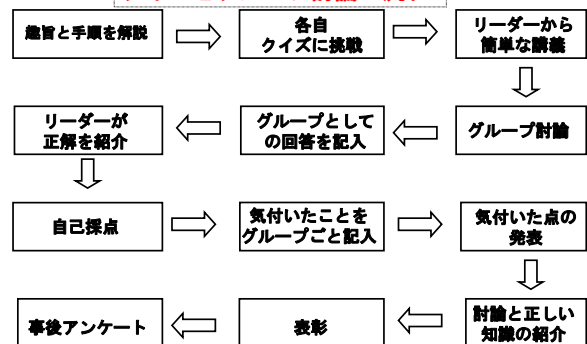 趣旨と手順を解説
各自
クイズに挑戦
リーダーから
簡単な講義
グループ討論
グループとして
の回答を記入
リーダーが
正解を紹介
自己採点
気付いたことを
グループごと記入
気付いた点の
発表
討論と正しい
知識の紹介
表彰
事後アンケート